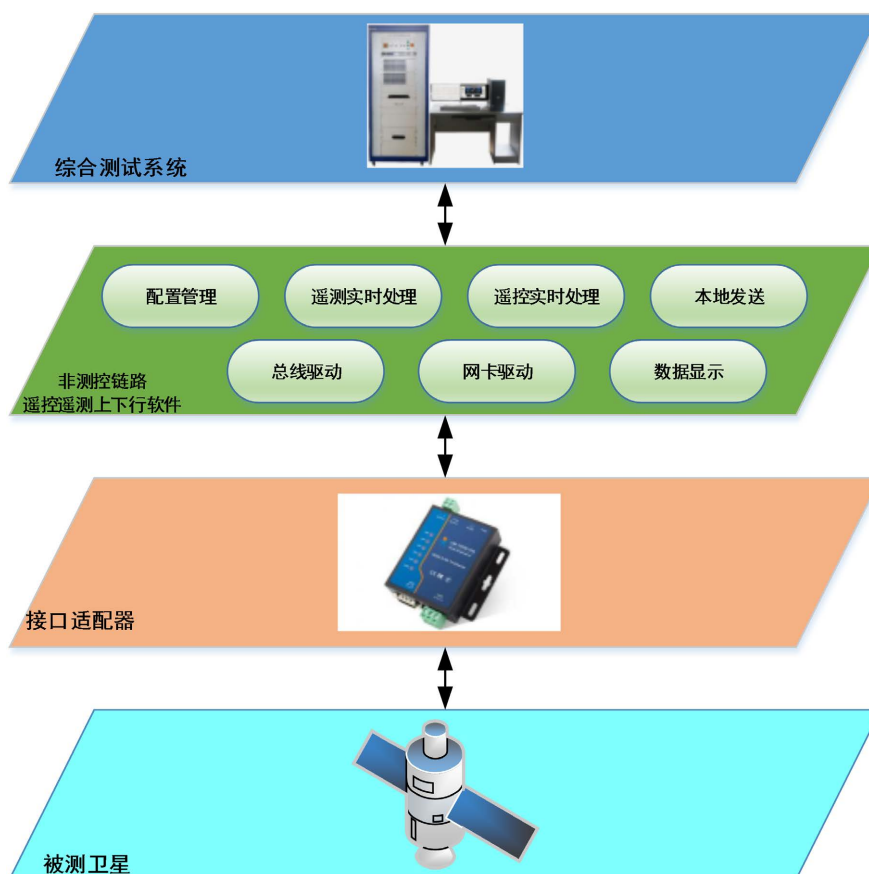 综合测试系统
配置管理
遥测实时处理
遥控实时处理
本地发送
总线驱动
网卡驱动
数据显示
非测控链路
遥控遥测上下行软件
接口适配器
被测卫星